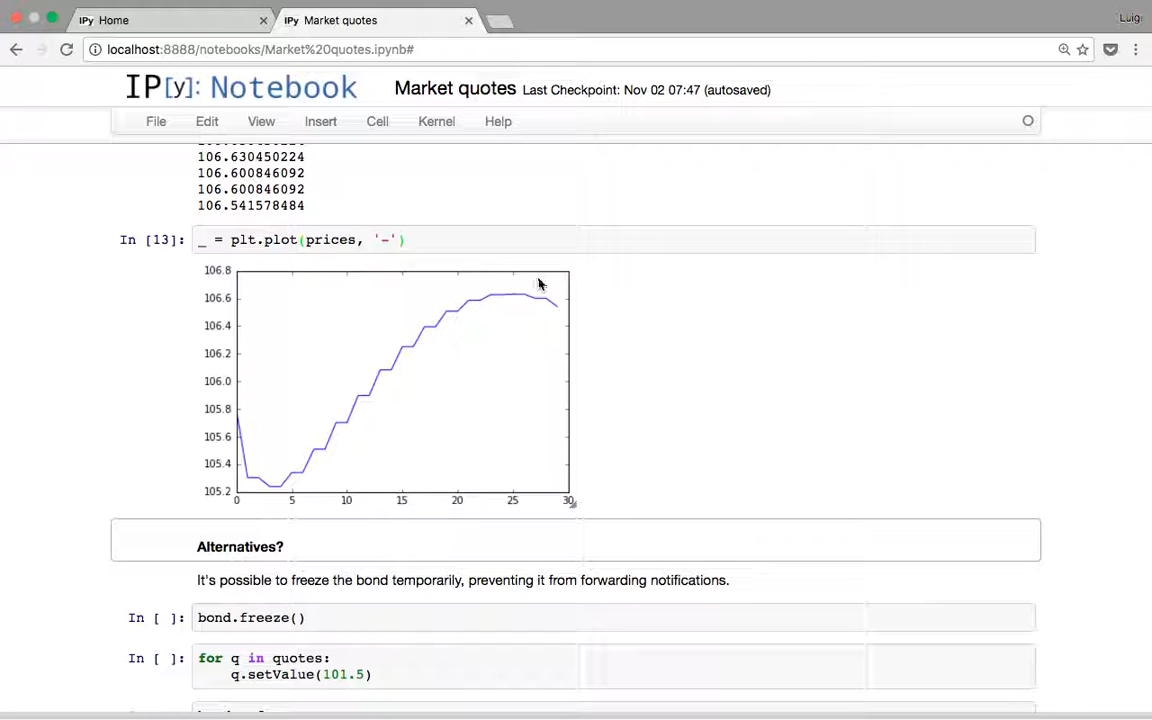 IPy Home
IPy Market quotes
Luigi
localhost:8888/notebooks/Market%20quotes.ipynb#
IP[y]: Notebook
Market quotes Last Checkpoint: Nov 02 07:47 (autosaved)
File Edit View Insert Cell Kernel Help
106.630450224
106.600846092
106.600846092
106.541578484
In [13]: _ = plt.plot(prices, '-')
106.8
106.6
106.4
106.2
106.0
105.8
105.6
105.4
105.2
0 5 10 15 20 25 30
Alternatives?
It's possible to freeze the bond temporarily, preventing it from forwarding notifications.
In [ ]: bond.freeze()
In [ ]: for q in quotes:
q.setValue(101.5)